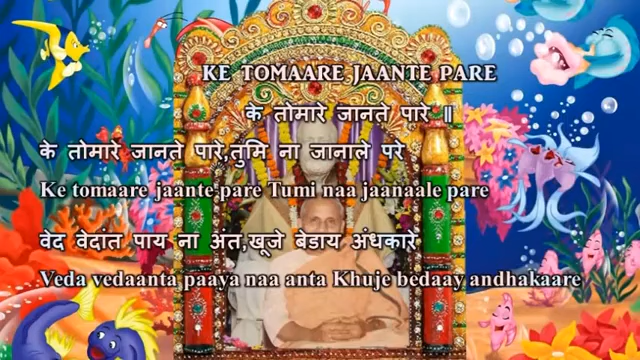 KE TOMAARE JAANTE PARE
के तोमारे जानते पारे ॥
के तोमारे जानते पारे,तुमि ना जानाले परे
Ke tomaare jaante pare Tumi naa jaanaale pare
वेद वेदांत पाय ना अंत,खूजे बेडाय अंधकारे
Veda vedaanta paaya naa anta Khuje bedaay andhakaare